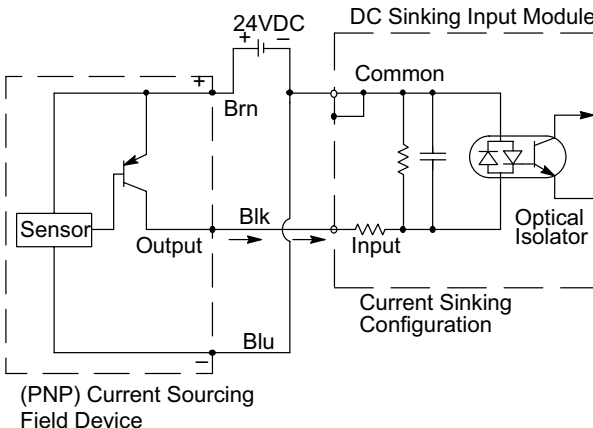 24VDC
+ −
DC Sinking Input Module
+
Brn
Common
Sensor
Output
Blk
Input
Optical
Isolator
Blu
−
Current Sinking
Configuration
(PNP) Current Sourcing
Field Device